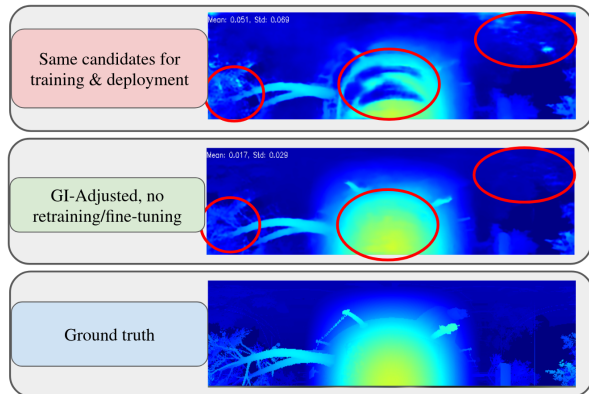 Mean: 0.051, Std: 0.069
Same candidates for
training & deployment
Mean: 0.017, Std: 0.029
GI-Adjusted, no
retraining/fine-tuning
Ground truth